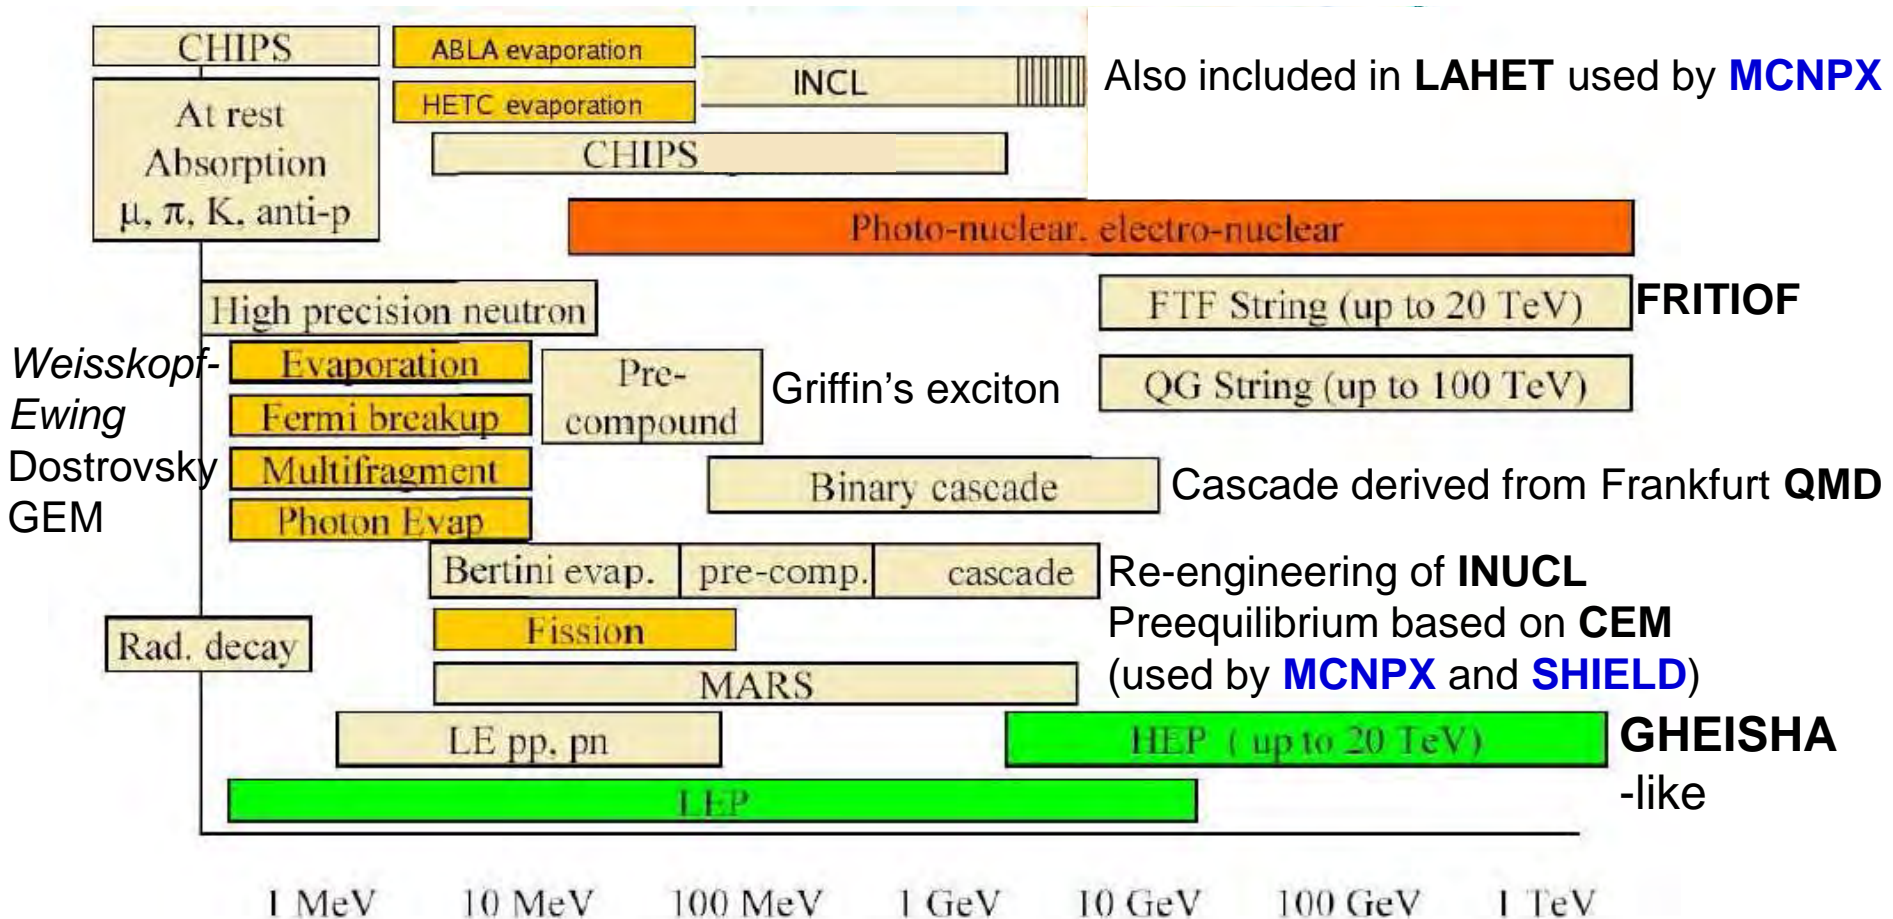 CHIPS
ABLA evaporation
HETC evaporation
INCL
Also included in LAHET used by MCNPX
At rest
Absorption
μ, π, K, anti-p
CHIPS
Photo-nuclear, electro-nuclear
High precision neutron
FTF String (up to 20 TeV)
FRITIOF
Weisskopf-
Ewing
Dostrovsky
GEM
Evaporation
Fermi breakup
Multifragment
Photon Evap
Pre-
compound
Griffin's exciton
QG String (up to 100 TeV)
Binary cascade
Cascade derived from Frankfurt QMD
Bertini evap.
pre-comp.
cascade
Re-engineering of INUCL
Preequilibrium based on CEM
(used by MCNPX and SHIELD)
Fission
Rad. decay
MARS
LE pp, pn
HEP ( up to 20 TeV)
GHEISHA
-like
LEP
1 MeV
10 MeV
100 MeV
1 GeV
10 GeV
100 GeV
1 TeV